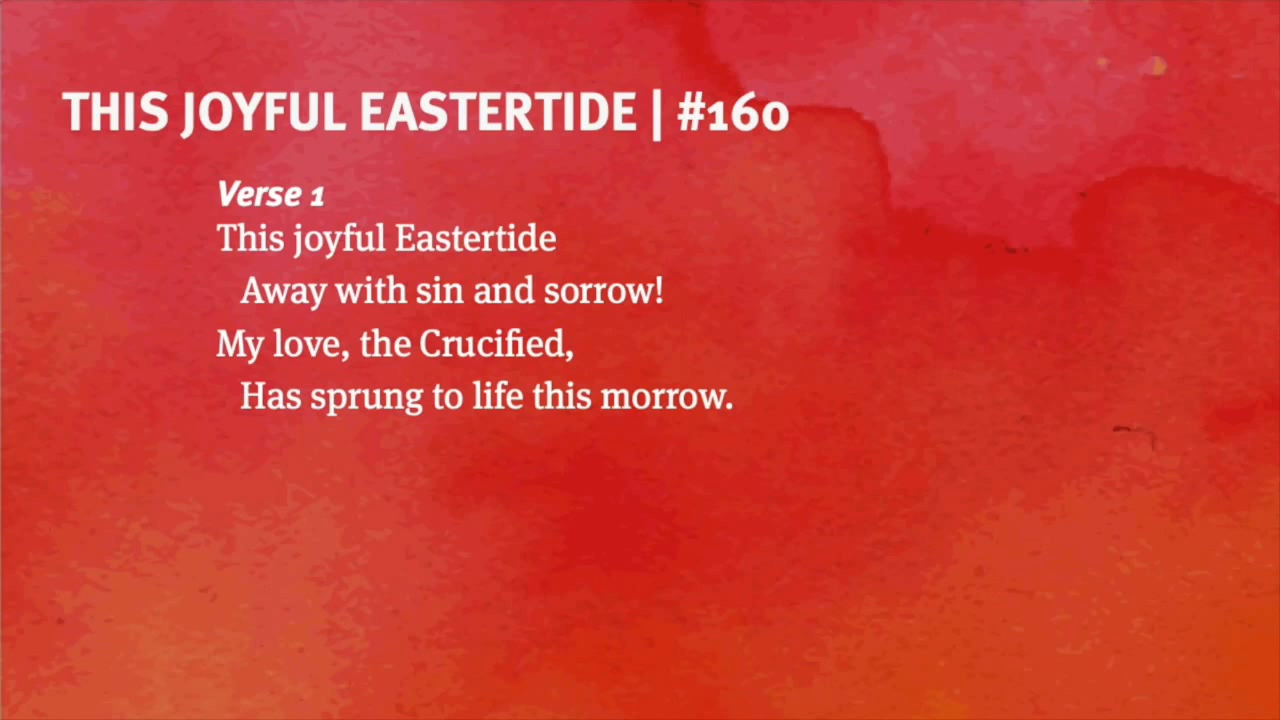 THIS JOYFUL EASTERTIDE | #160
Verse 1
This joyful Eastertide
Away with sin and sorrow!
My love, the Crucified,
Has sprung to life this morrow.